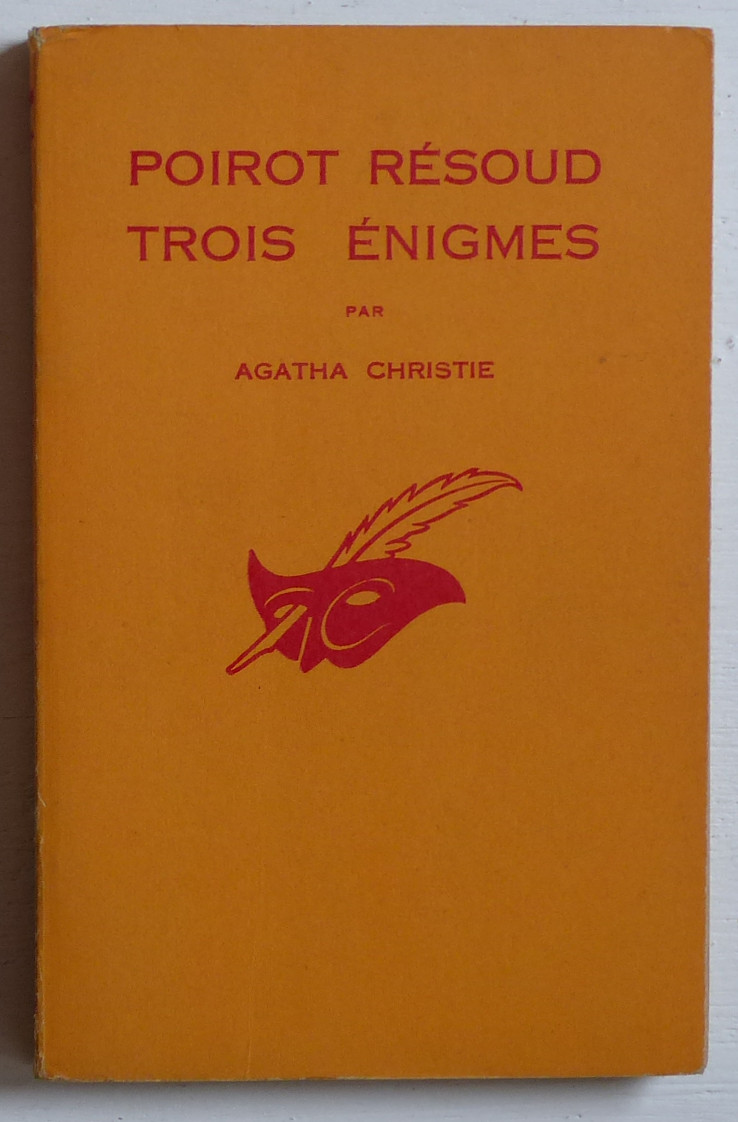 POIROT RÉSOUD
TROIS ÉNIGMES
PAR
AGATHA CHRISTIE